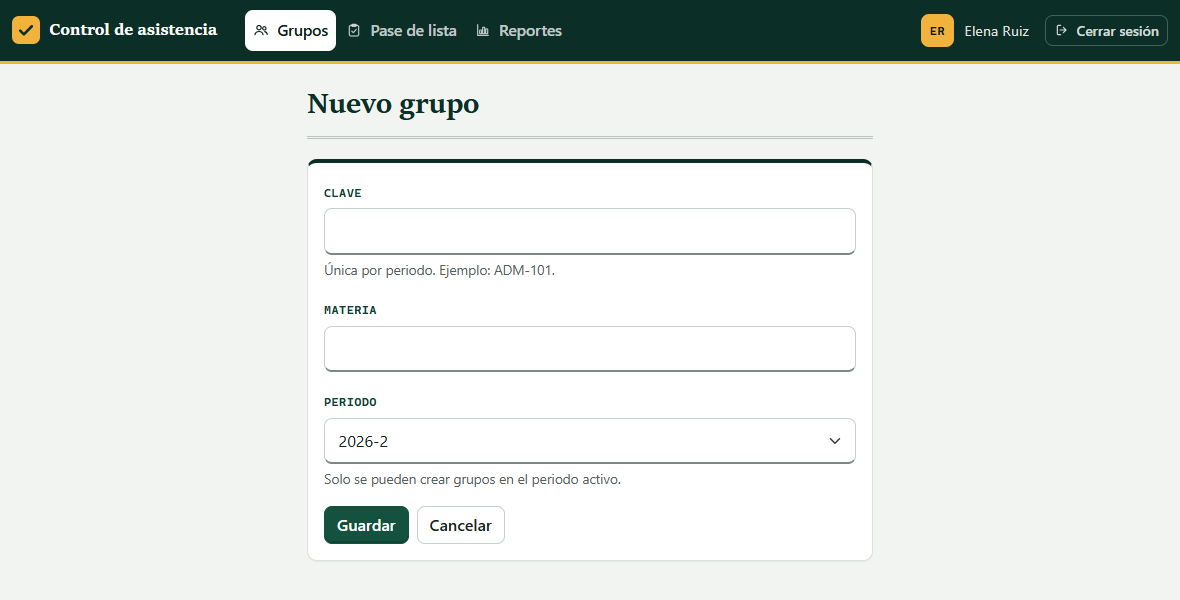 Control de asistencia
Grupos
Pase de lista
Reportes
ER
Elena Ruiz
Cerrar sesión
Nuevo grupo
CLAVE
Única por periodo. Ejemplo: ADM-101.
MATERIA
PERIODO
2026-2
Solo se pueden crear grupos en el periodo activo.
Guardar
Cancelar